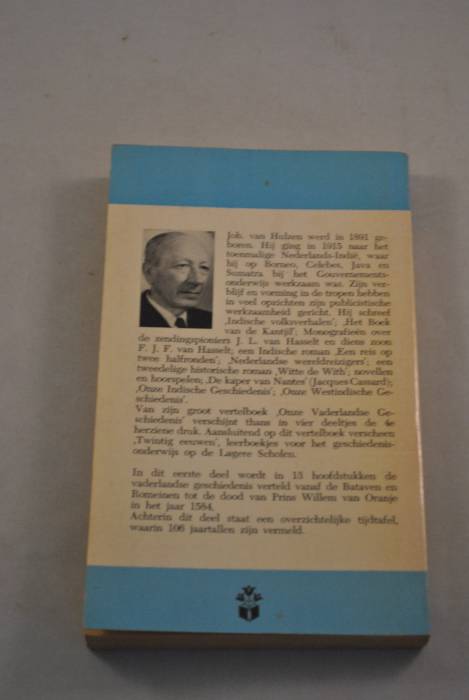 Joh. van Hulzen werd in 1891 ge-
boren. Hij ging in 1915 naar het
toenmalige Nederlands-Indië, waar
hij op Borneo, Celebes, Java en
Sumatra bij het Gouvernements-
onderwijs werkzaam was. Zijn ver-
blijf en vorming in de tropen hebben
in veel opzichten zijn publicistische
werkzaamheid gericht. Hij schreef
‚Indische volksverhalen’; ‚Het Boek
van de Kantjil’; Monografieën over
de zendingspioniers J. L. van Hasselt en diens zoon
F. J. F. van Hasselt; een Indische roman ‚Een reis op
twee halfronden’; ‚Nederlandse wereldreizigers’; een
tweedelige historische roman ‚Witte de With’; novellen
en hoorspelen; ‚De kaper van Nantes’ (Jacques Cassard);
‚Onze Indische Geschiedenis’; ‚Onze Westindische Ge-
schiedenis’.
Van zijn groot vertelboek ‚Onze Vaderlandse Ge-
schiedenis’ verschijnt thans in vier deeltjes de 4e
herziene druk. Aansluitend op dit vertelboek verscheen
‚Twintig eeuwen’, leerboekjes voor het geschiedenis-
onderwijs op de Lagere Scholen.
In dit eerste deel wordt in 13 hoofdstukken de
vaderlandse geschiedenis verteld vanaf de Bataven en
Romeinen tot de dood van Prins Willem van Oranje
in het jaar 1584.
Achterin dit deel staat een overzichtelijke tijdtafel,
waarin 106 jaartallen zijn vermeld.